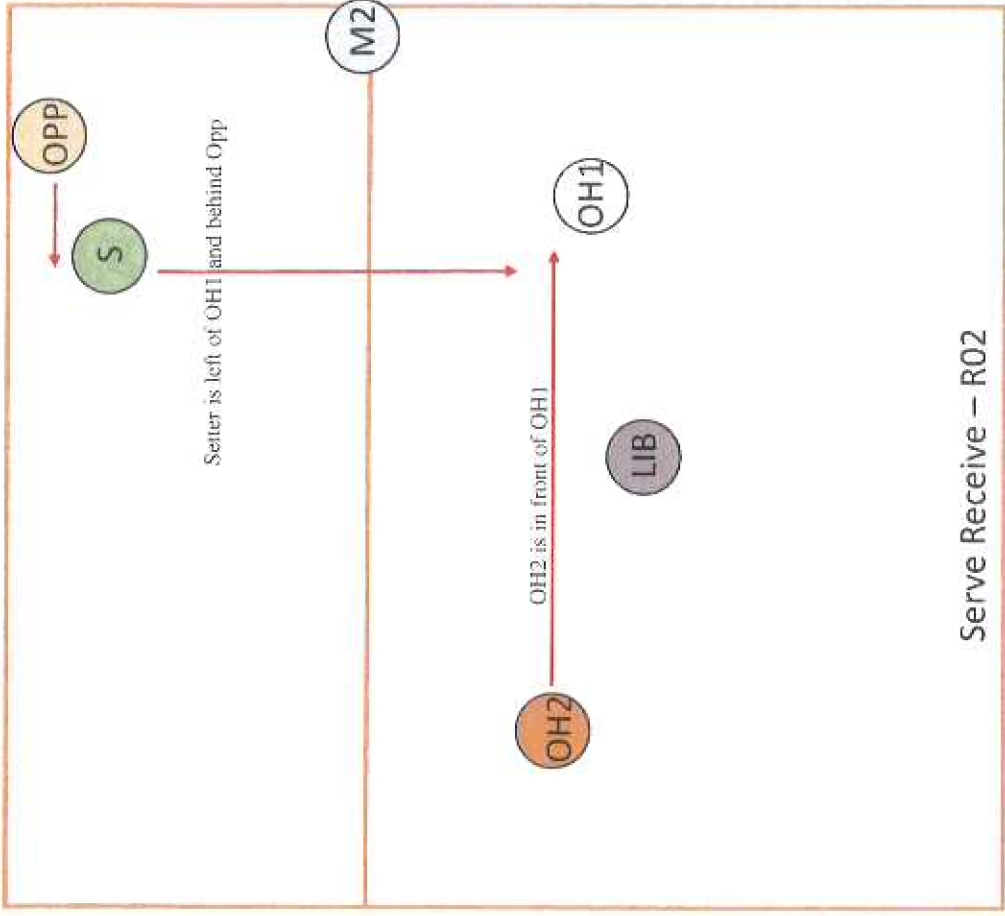 OPP
S
Setter is left of OH1 and behind Opp
M2
OH2 is in front of OH1
OH2
OH1
LIB
Serve Receive – R02